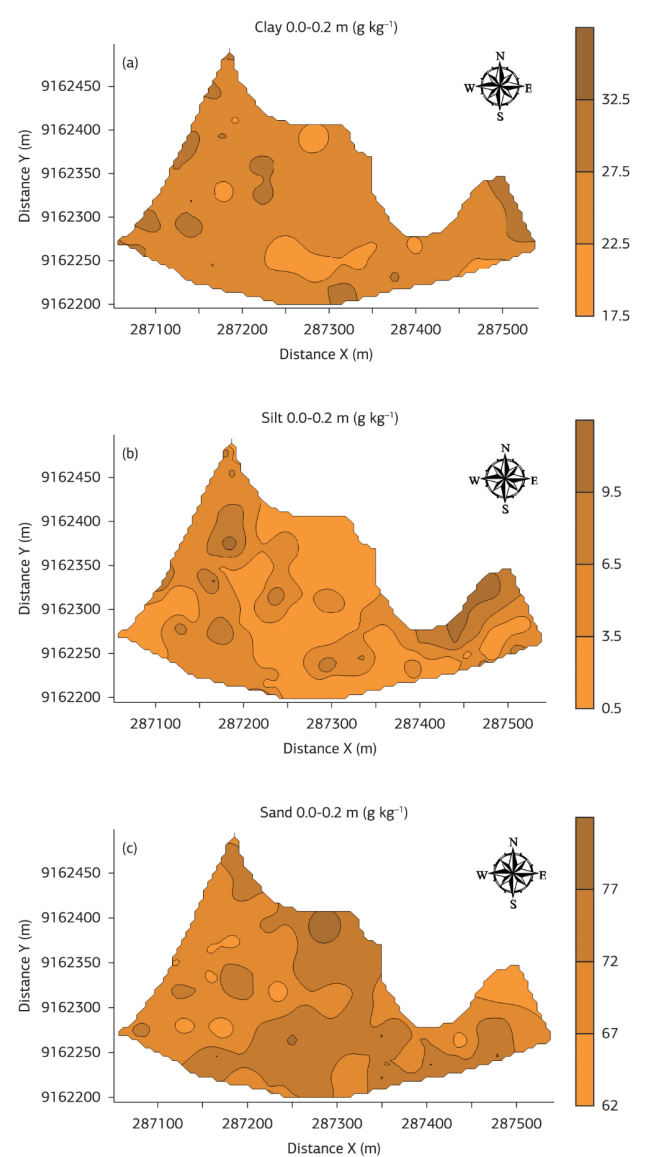 Clay 0.0-0.2 m (g kg⁻¹)
(a)
N
W E
S
9162450
9162400
9162350
9162300
9162250
9162200
Distance Y (m)
287100 287200 287300 287400 287500
Distance X (m)
32.5
27.5
22.5
17.5
Silt 0.0-0.2 m (g kg⁻¹)
(b)
N
W E
S
9162450
9162400
9162350
9162300
9162250
9162200
Distance Y (m)
287100 287200 287300 287400 287500
Distance X (m)
9.5
6.5
3.5
0.5
Sand 0.0-0.2 m (g kg⁻¹)
(c)
N
W E
S
9162450
9162400
9162350
9162300
9162250
9162200
Distance Y (m)
287100 287200 287300 287400 287500
Distance X (m)
77
72
67
62